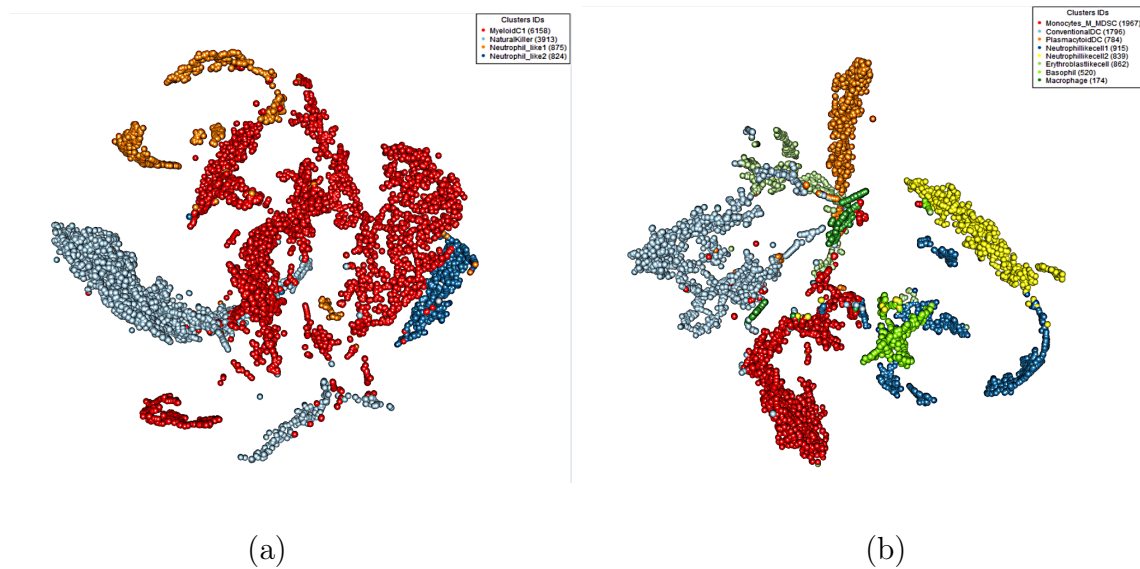 Clusters IDs
MyeloidC1 (6158)
NaturalKiller (3913)
Neutrophil_like1 (875)
Neutrophil_like2 (824)
Clusters IDs
Monocytes_M_MDSC (1967)
ConventionalDC (1796)
PlasmacytoidDC (784)
Neutrophillikecell1 (915)
Neutrophillikecell2 (839)
Erythroblastlikecell (862)
Basophil (520)
Macrophage (174)
(a)
(b)